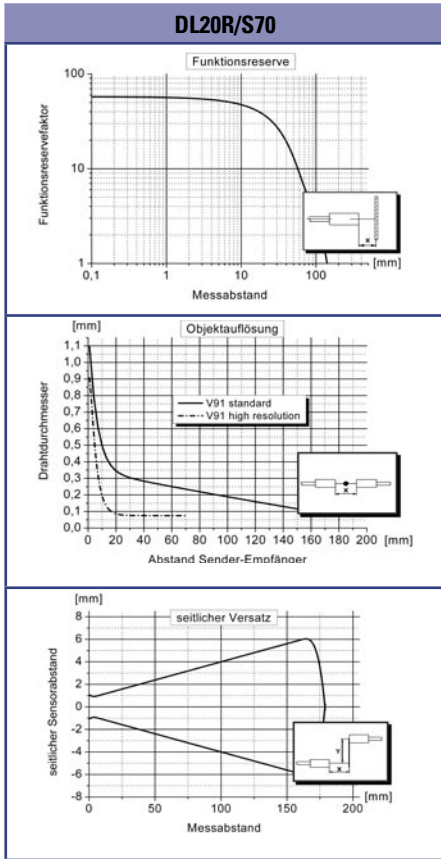 DL20R/S70
Funktionsreserve
100
10
1
Funktionsreservefaktor
0,1 1 10 100 [mm]
Messabstand
x
[mm] Objektauflösung
1,1
1,0
0,9
0,8
0,7
0,6
0,5
0,4
0,3
0,2
0,1
0,0
Drahtdurchmesser
V91 standard
V91 high resolution
x
0 20 40 60 80 100 120 140 160 180 200 [mm]
Abstand Sender-Empfänger
[mm]
seitlicher Versatz
8
6
4
2
0
-2
-4
-6
-8
seitlicher Sensorabstand
Y
X
0 50 100 150 200 [mm]
Messabstand